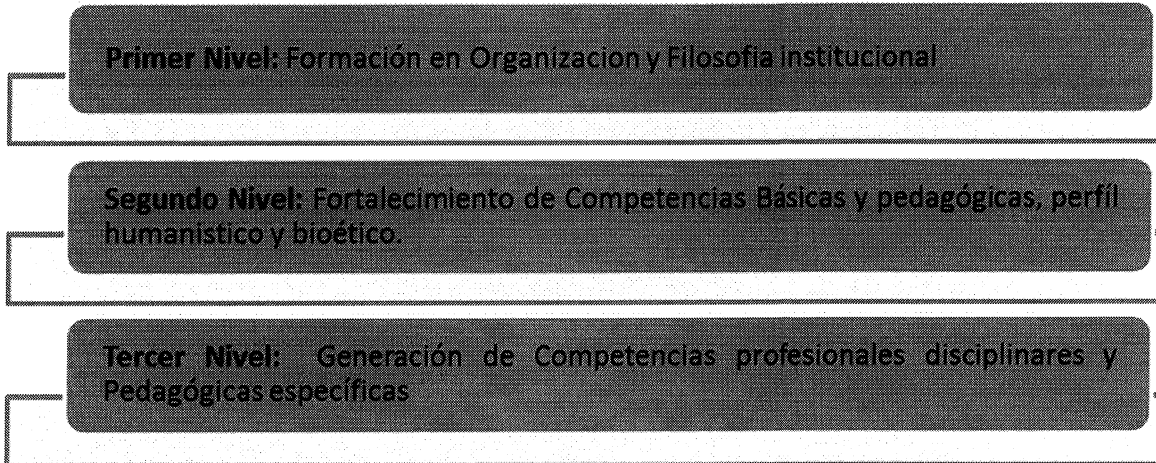 Primer Nivel: Formación en Organizacion y Filosofia institucional
Segundo Nivel: Fortalecimiento de Competencias Básicas y pedagógicas, perfíl
humanistico y bioético.
Tercer Nivel: Generación de Competencias profesionales disciplinares y
Pedagógicas específicas